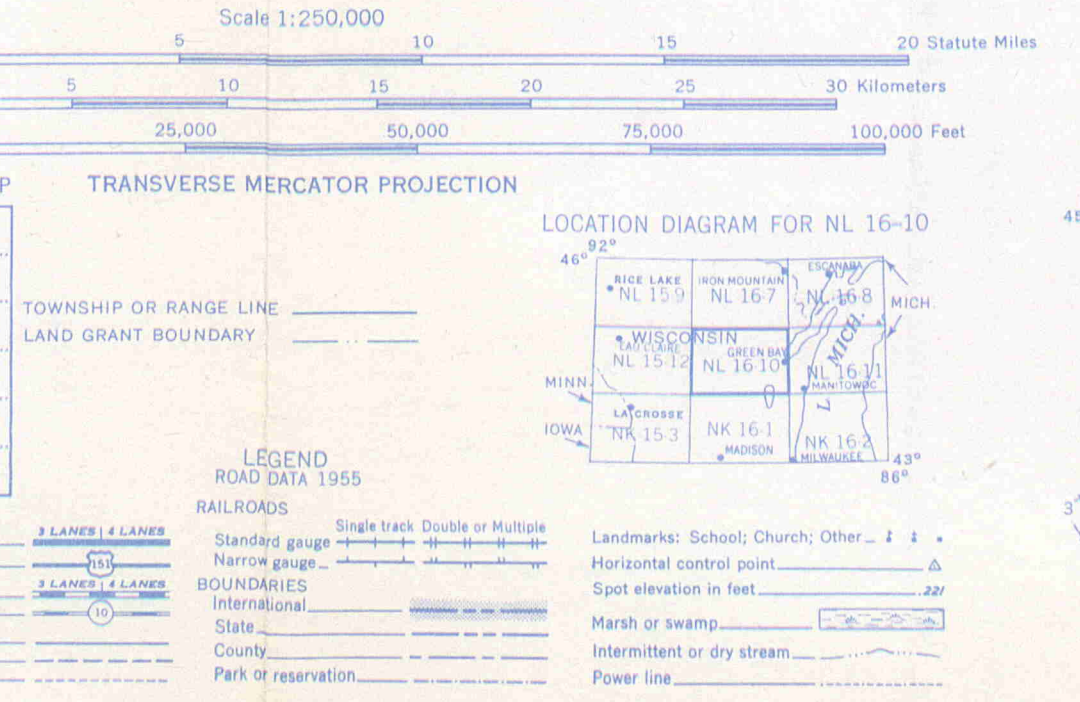 Scale 1:250,000
5 10 15 20 Statute Miles
5 10 15 20 25 30 Kilometers
25,000 50,000 75,000 100,000 Feet
P
TRANSVERSE MERCATOR PROJECTION
TOWNSHIP OR RANGE LINE
LAND GRANT BOUNDARY
LOCATION DIAGRAM FOR NL 16-10
92°
46°
45
RICE LAKE
NL 15-9
IRON MOUNTAIN
NL 16-7
ESCANABA
NL 16-8
MICH.
WISCONSIN
EAU CLAIRE
NL 15-12
GREEN BAY
NL 16-10
L. MICH.
NL 16-11
MANITOWOC
MINN.
IOWA
LA CROSSE
NK 15-3
NK 16-1
MADISON
NK 16-2
MILWAUKEE
43°
86°
3
LEGEND
ROAD DATA 1955
3 LANES | 4 LANES
151
3 LANES | 4 LANES
10
RAILROADS
Single track Double or Multiple
Standard gauge
Narrow gauge
BOUNDARIES
International
State
County
Park or reservation
Landmarks: School; Church; Other
Horizontal control point
Spot elevation in feet .221
Marsh or swamp
Intermittent or dry stream
Power line